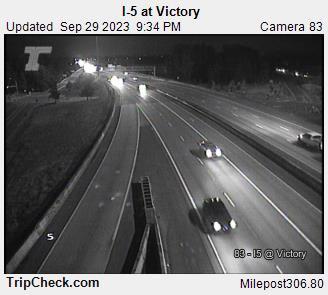 I-5 at Victory
Updated Sep 29 2023 9:34 PM Camera 83
T
S
83 - I5 @ Victory
TripCheck.com Milepost306.80